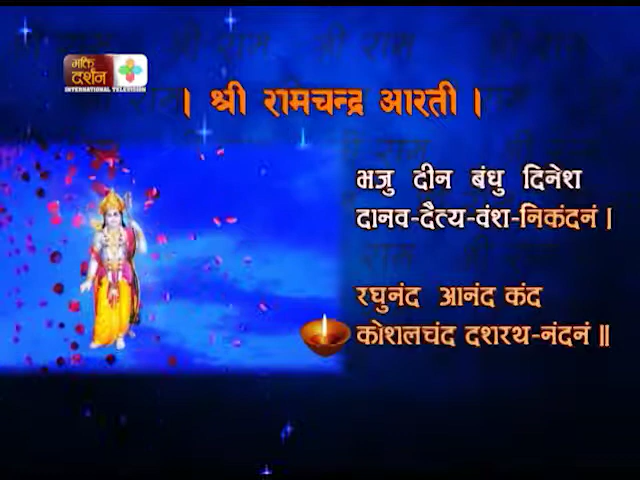 भक्ति
दर्शन
INTERNATIONAL TELEVISION
। श्री रामचन्द्र आरती ।
भजु दीन बंधु दिनेश
दानव-दैत्य-वंश-निकंदनं ।
रघुनंद आनंद कंद
कोशलचंद दशरथ-नंदनं ॥